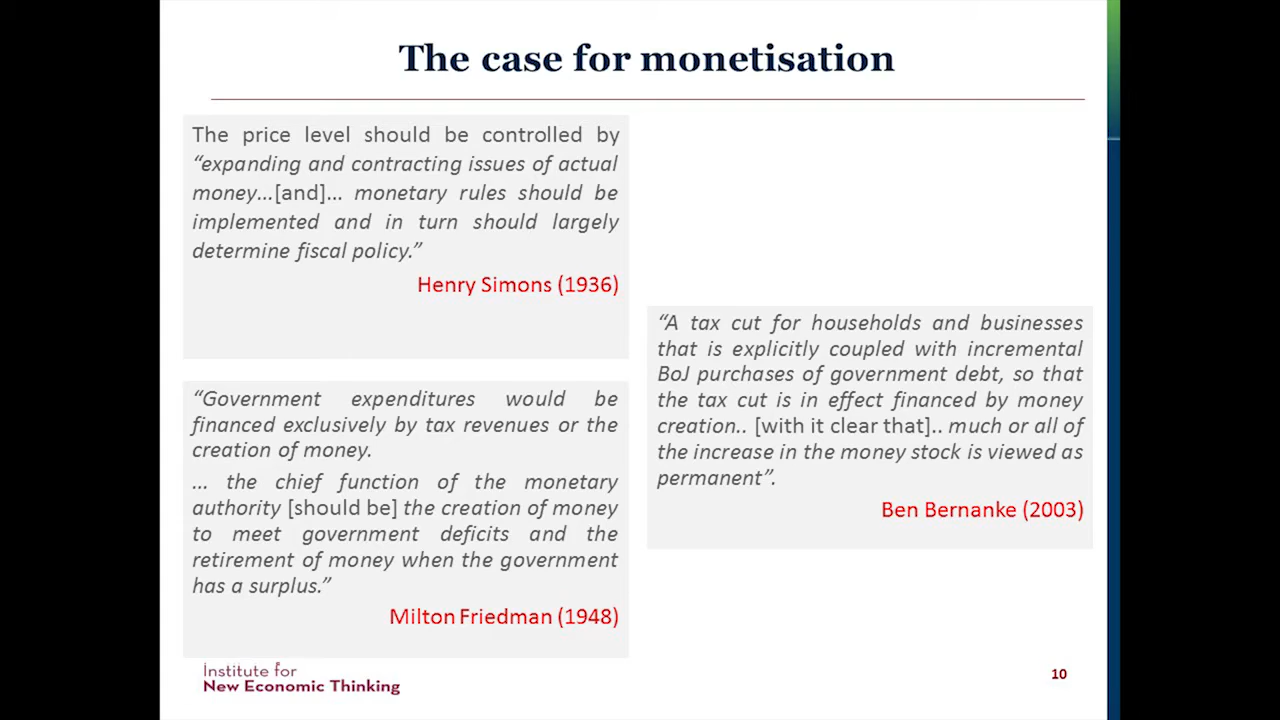 The case for monetisation
The price level should be controlled by
“expanding and contracting issues of actual
money…[and]… monetary rules should be
implemented and in turn should largely
determine fiscal policy.”
Henry Simons (1936)
“Government expenditures would be
financed exclusively by tax revenues or the
creation of money.
… the chief function of the monetary
authority [should be] the creation of money
to meet government deficits and the
retirement of money when the government
has a surplus.”
Milton Friedman (1948)
“A tax cut for households and businesses
that is explicitly coupled with incremental
BoJ purchases of government debt, so that
the tax cut is in effect financed by money
creation.. [with it clear that].. much or all of
the increase in the money stock is viewed as
permanent”.
Ben Bernanke (2003)
Institute for
New Economic Thinking
10